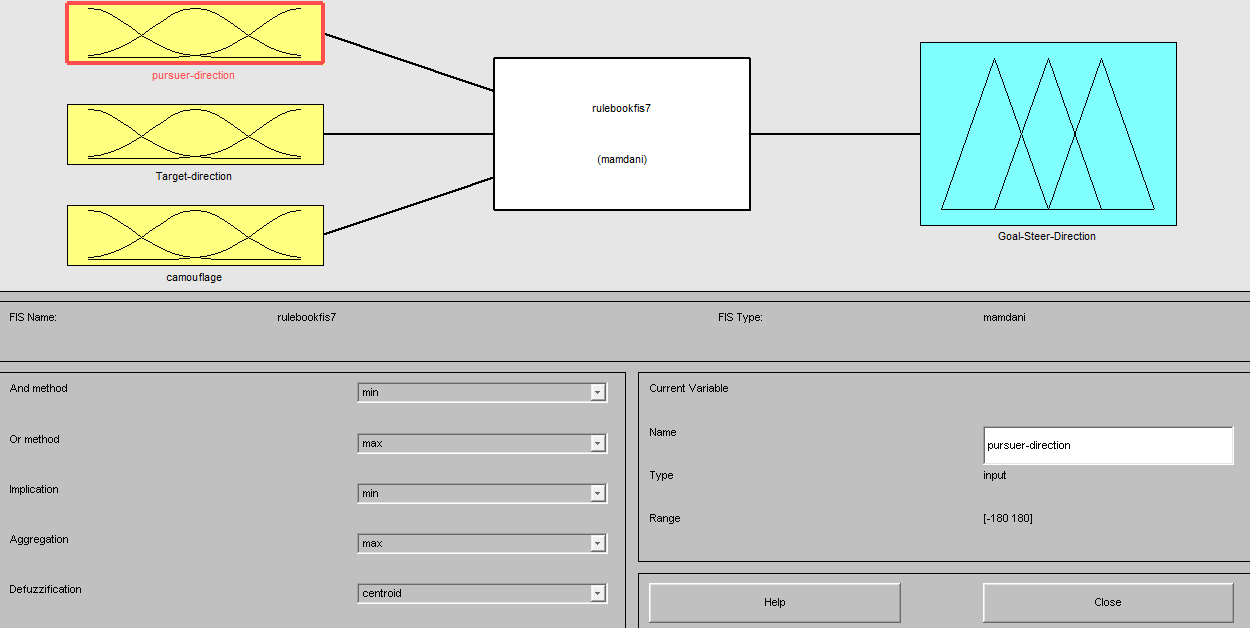 pursuer-direction
Target-direction
camouflage
rulebookfis7
(mamdani)
Goal-Steer-Direction
FIS Name: rulebookfis7 FIS Type: mamdani
And method min
Or method max
Implication min
Aggregation max
Defuzzification centroid
Current Variable
Name pursuer-direction
Type input
Range [-180 180]
Help Close